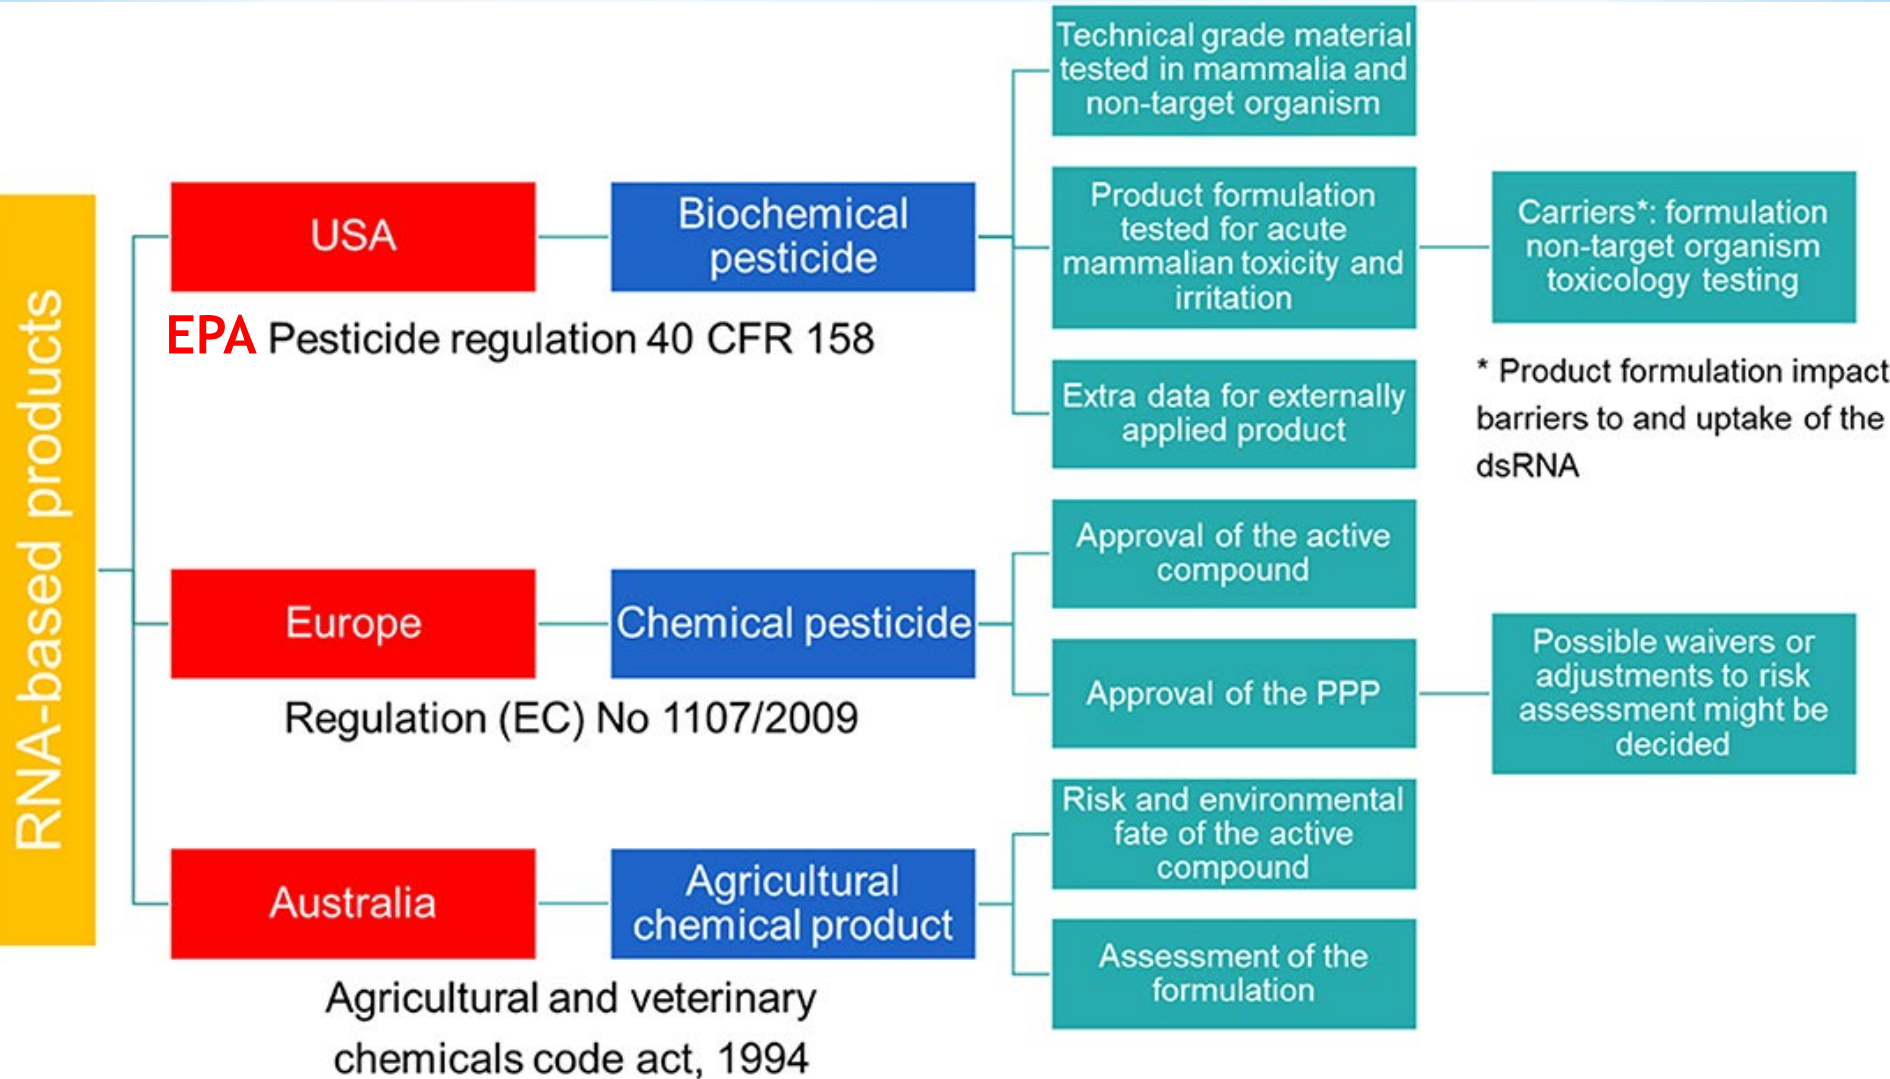 RNA-based products
USA
EPA Pesticide regulation 40 CFR 158
Biochemical
pesticide
Technical grade material
tested in mammalia and
non-target organism
Product formulation
tested for acute
mammalian toxicity and
irritation
Carriers*: formulation
non-target organism
toxicology testing
* Product formulation impact
barriers to and uptake of the
dsRNA
Extra data for externally
applied product
Europe
Regulation (EC) No 1107/2009
Chemical pesticide
Approval of the active
compound
Approval of the PPP
Possible waivers or
adjustments to risk
assessment might be
decided
Australia
Agricultural and veterinary
chemicals code act, 1994
Agricultural
chemical product
Risk and environmental
fate of the active
compound
Assessment of the
formulation